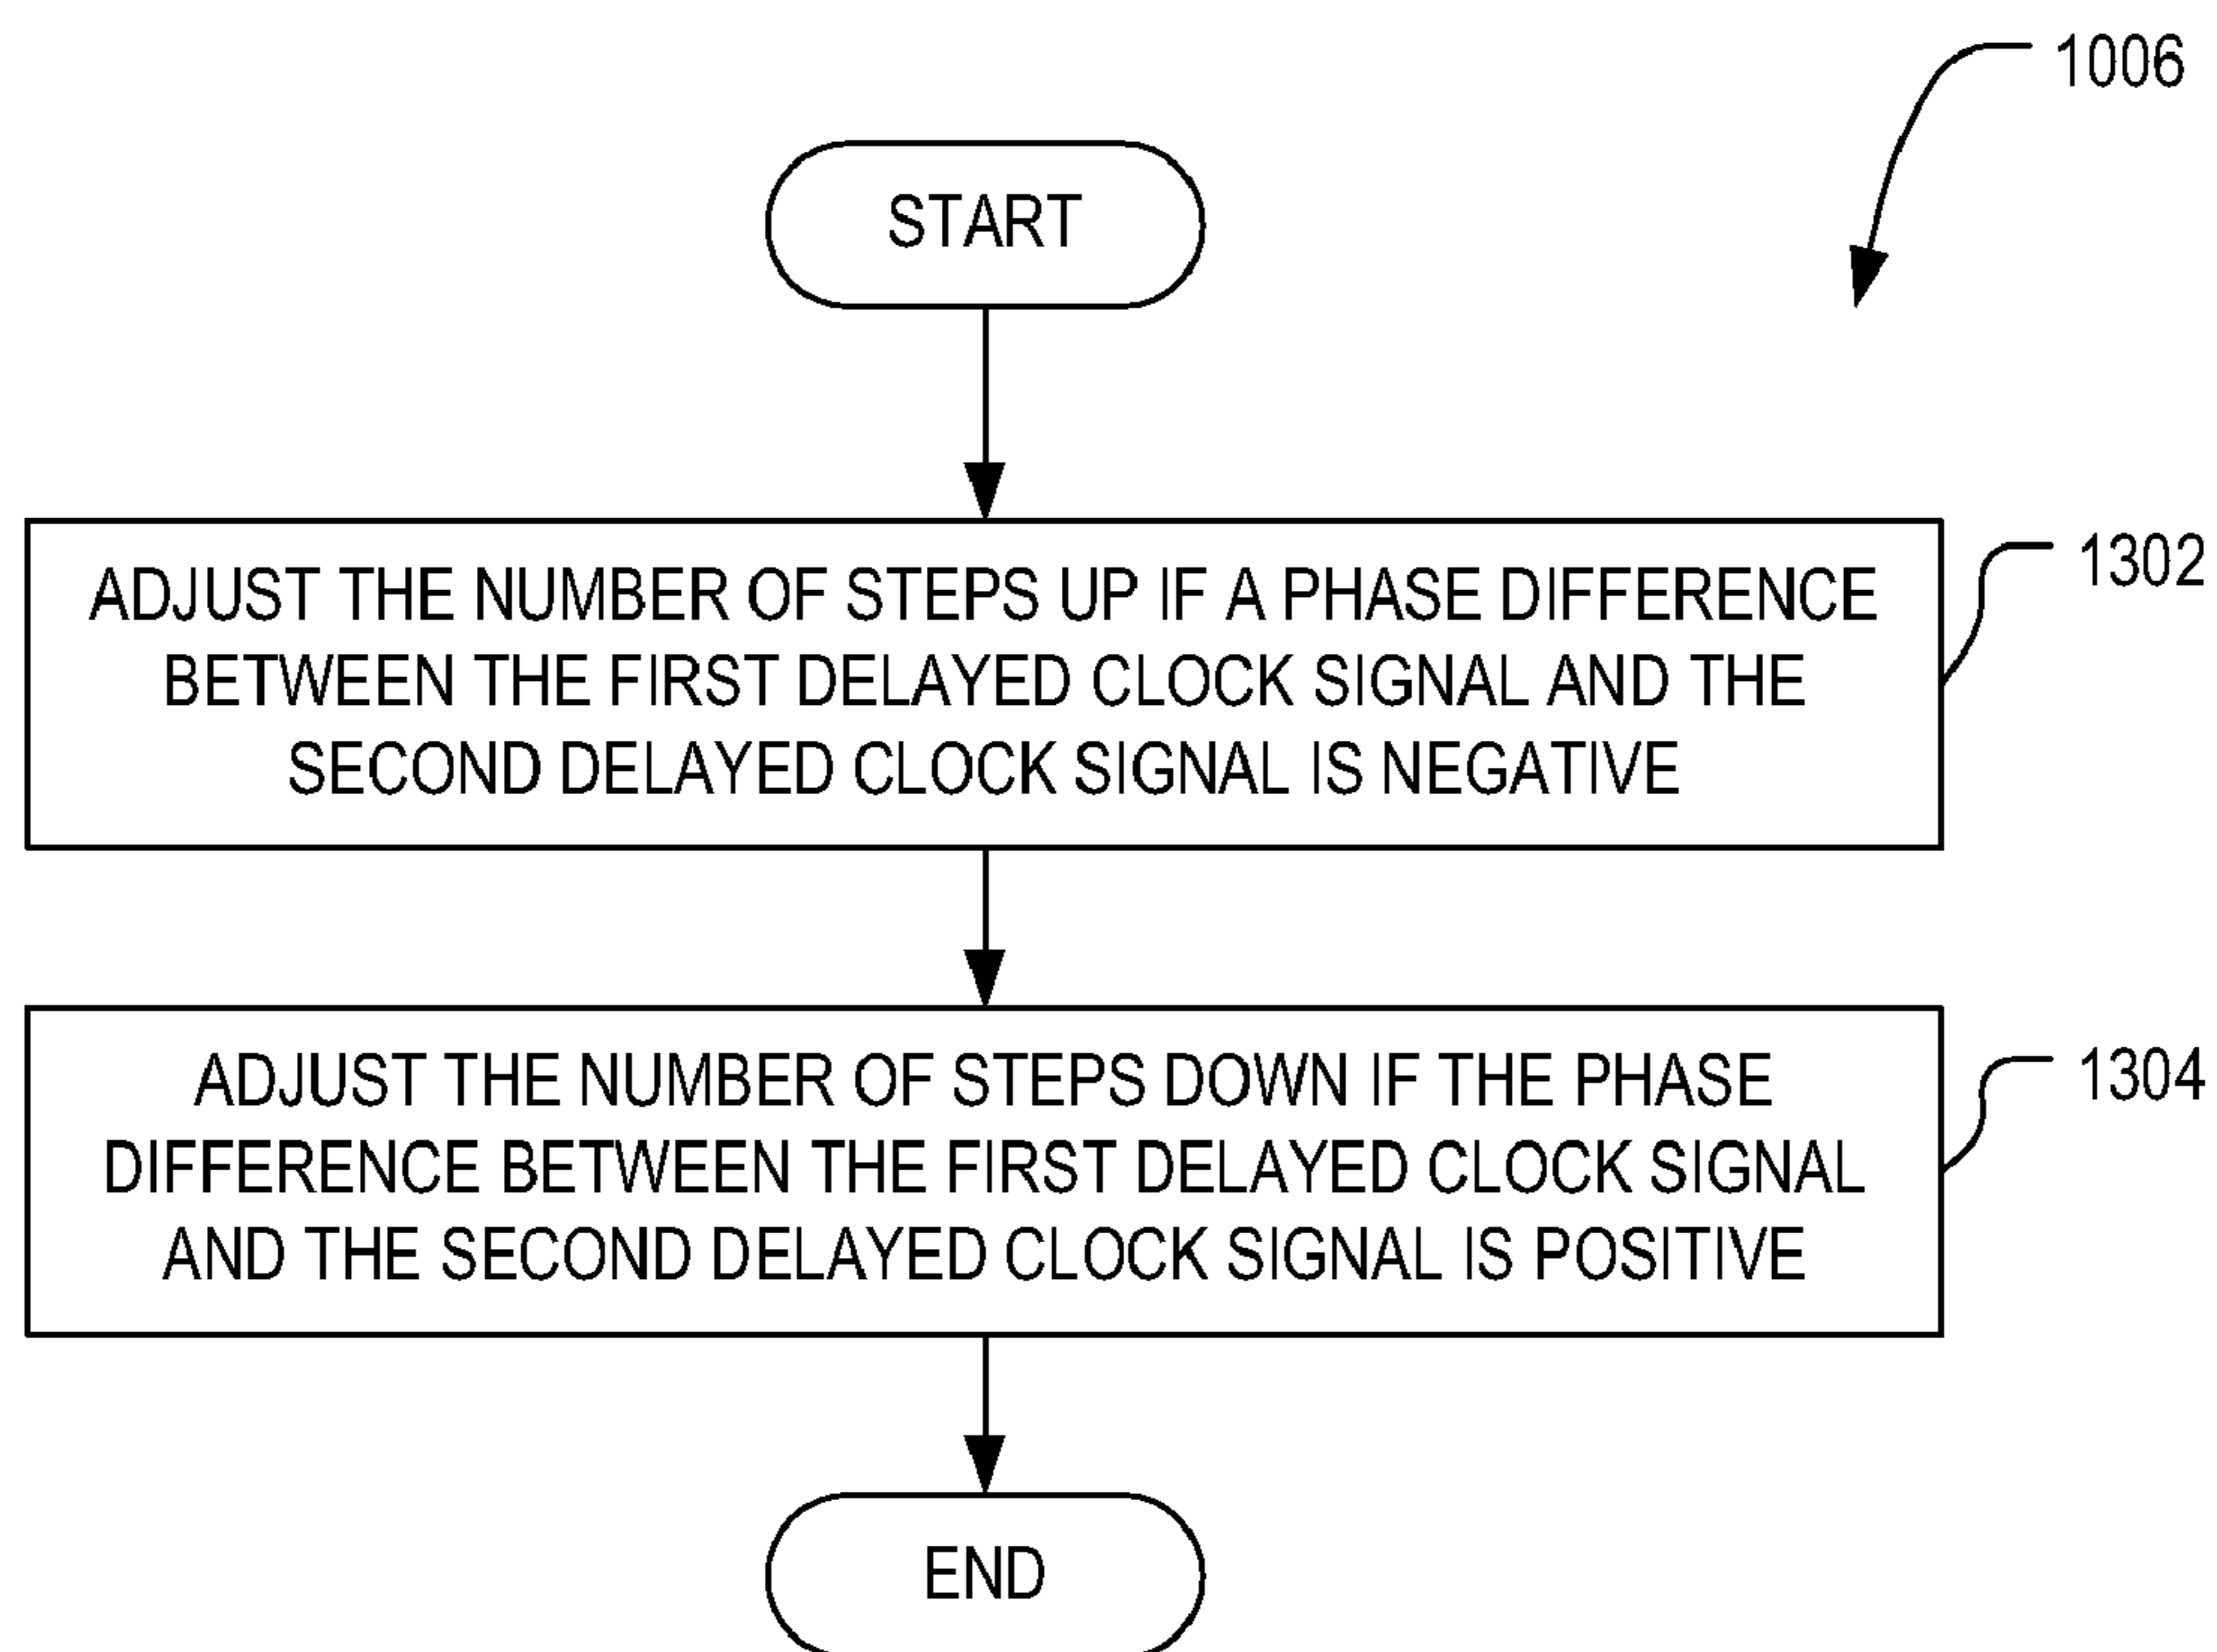 1006
START
ADJUST THE NUMBER OF STEPS UP IF A PHASE DIFFERENCE
BETWEEN THE FIRST DELAYED CLOCK SIGNAL AND THE
SECOND DELAYED CLOCK SIGNAL IS NEGATIVE
1302
ADJUST THE NUMBER OF STEPS DOWN IF THE PHASE
DIFFERENCE BETWEEN THE FIRST DELAYED CLOCK SIGNAL
AND THE SECOND DELAYED CLOCK SIGNAL IS POSITIVE
1304
END